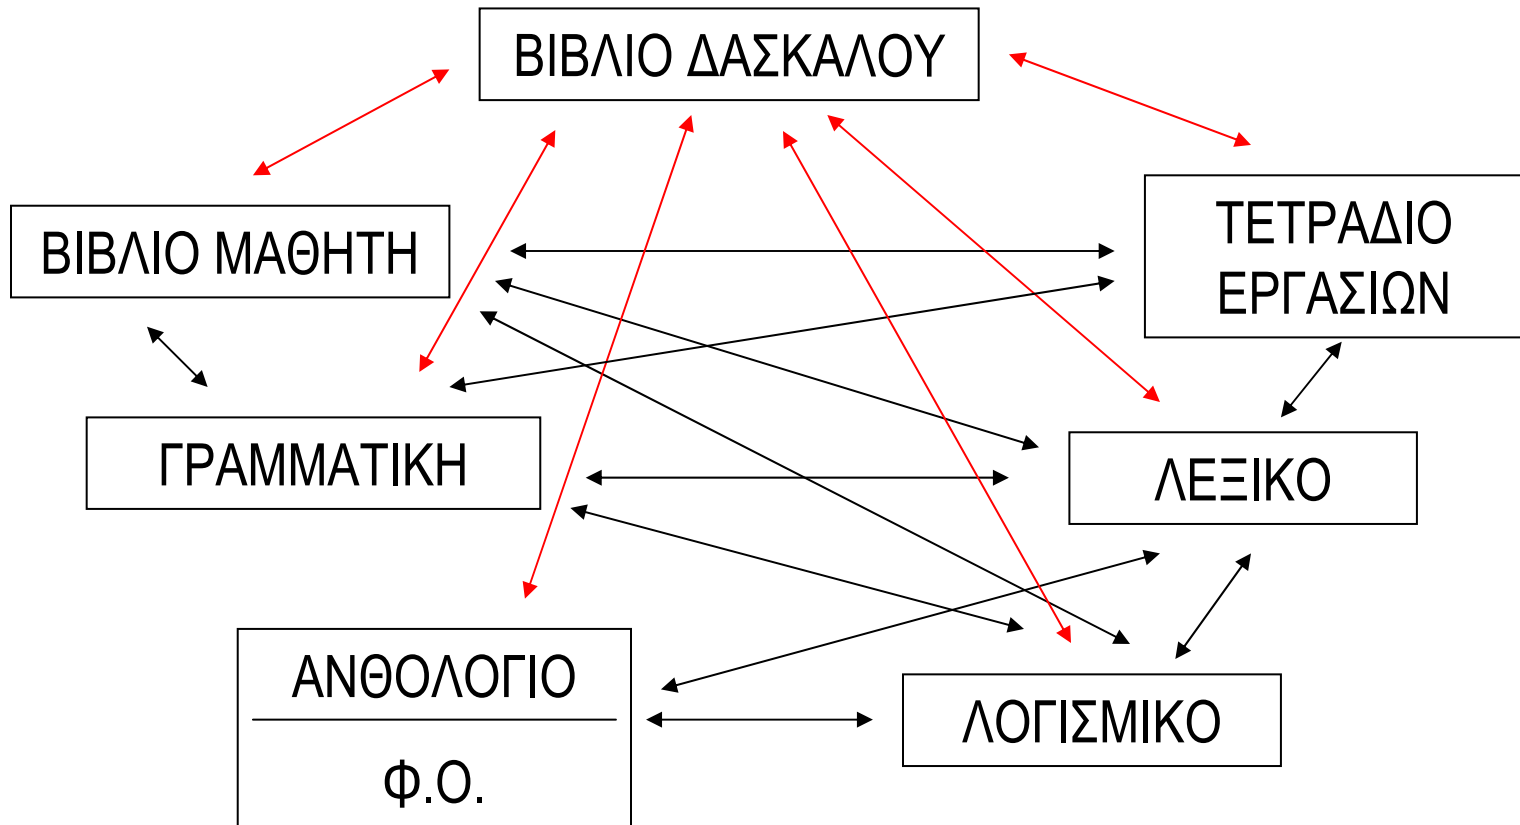 ΒΙΒΛΙΟ ΔΑΣΚΑΛΟΥ
ΒΙΒΛΙΟ ΜΑΘΗΤΗ
ΤΕΤΡΑΔΙΟ
ΕΡΓΑΣΙΩΝ
ΓΡΑΜΜΑΤΙΚΗ
ΛΕΞΙΚΟ
ΑΝΘΟΛΟΓΙΟ
Φ.Ο.
ΛΟΓΙΣΜΙΚΟ